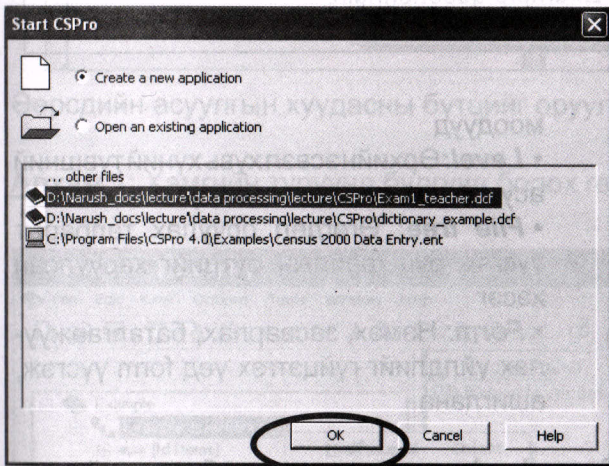 Start CSPro
Create a new application
Open an existing application
... other files
D:\Narush_docs\lecture\data processing\lecture\CSPro\Exam1_teacher.dcf
D:\Narush_docs\lecture\data processing\lecture\CSPro\dictionary_example.dcf
C:\Program Files\CSPro 4.0\Examples\Census 2000 Data Entry.ent
OK
Cancel
Help